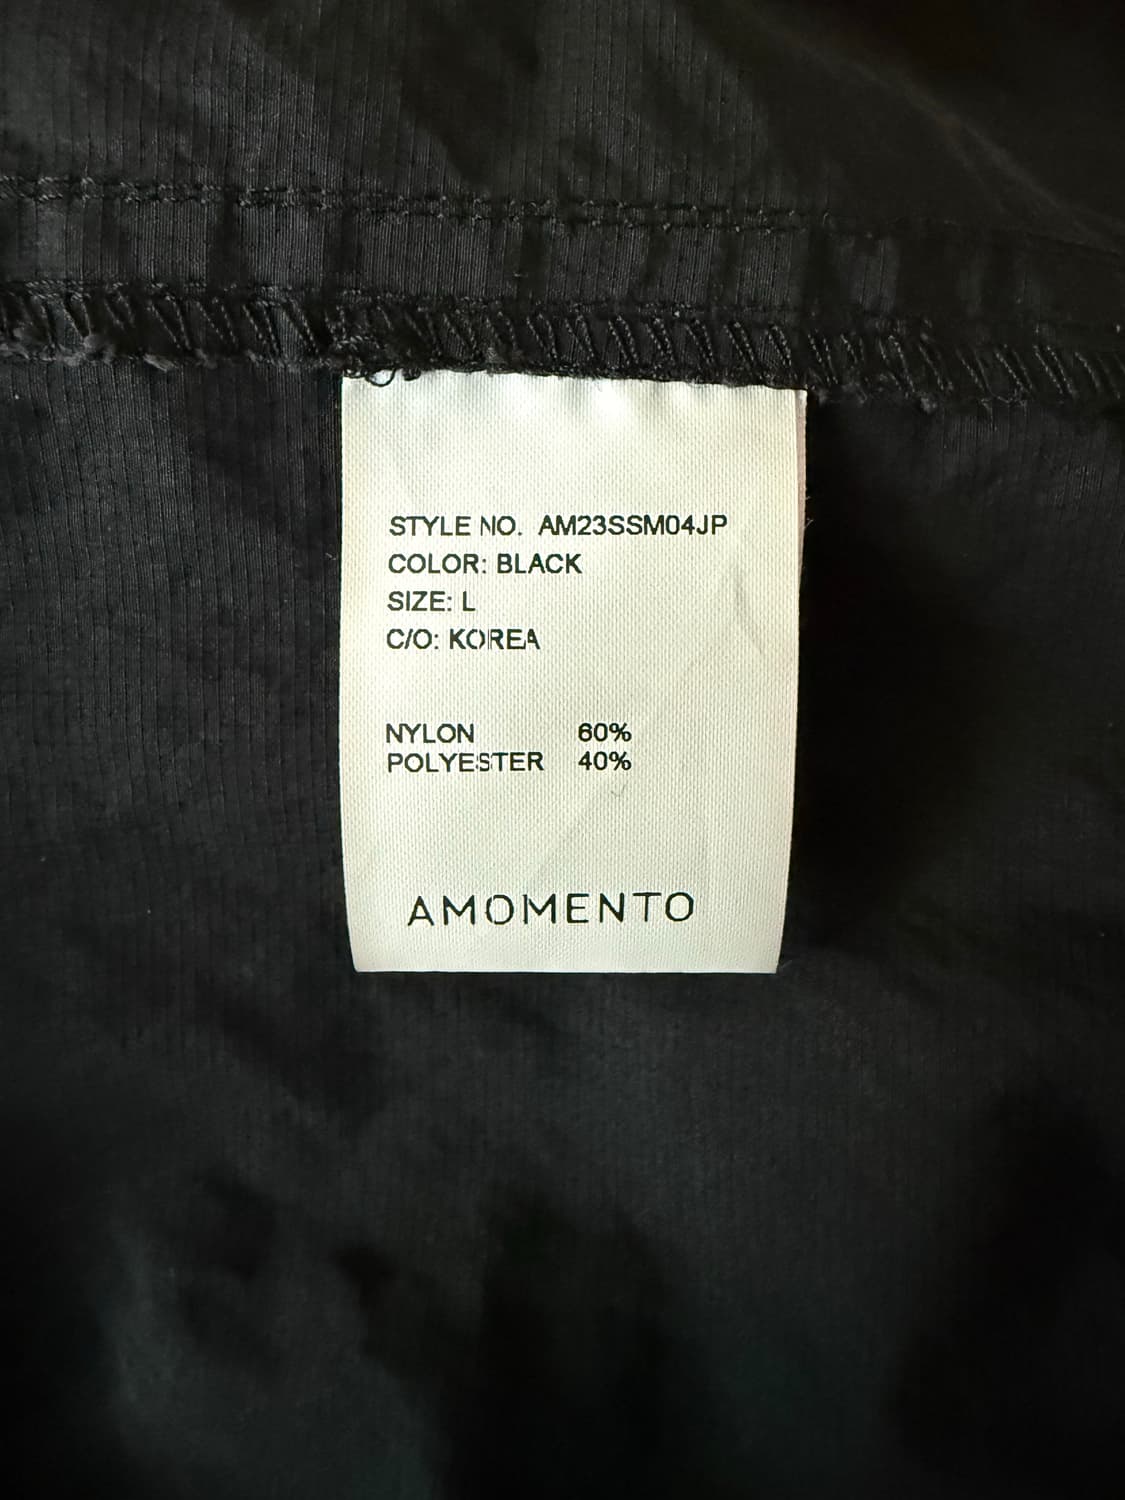 STYLE NO. AM23SSM04JP
COLOR: BLACK
SIZE: L
C/O: KOREA
NYLON 60%
POLYESTER 40%
AMOMENTO